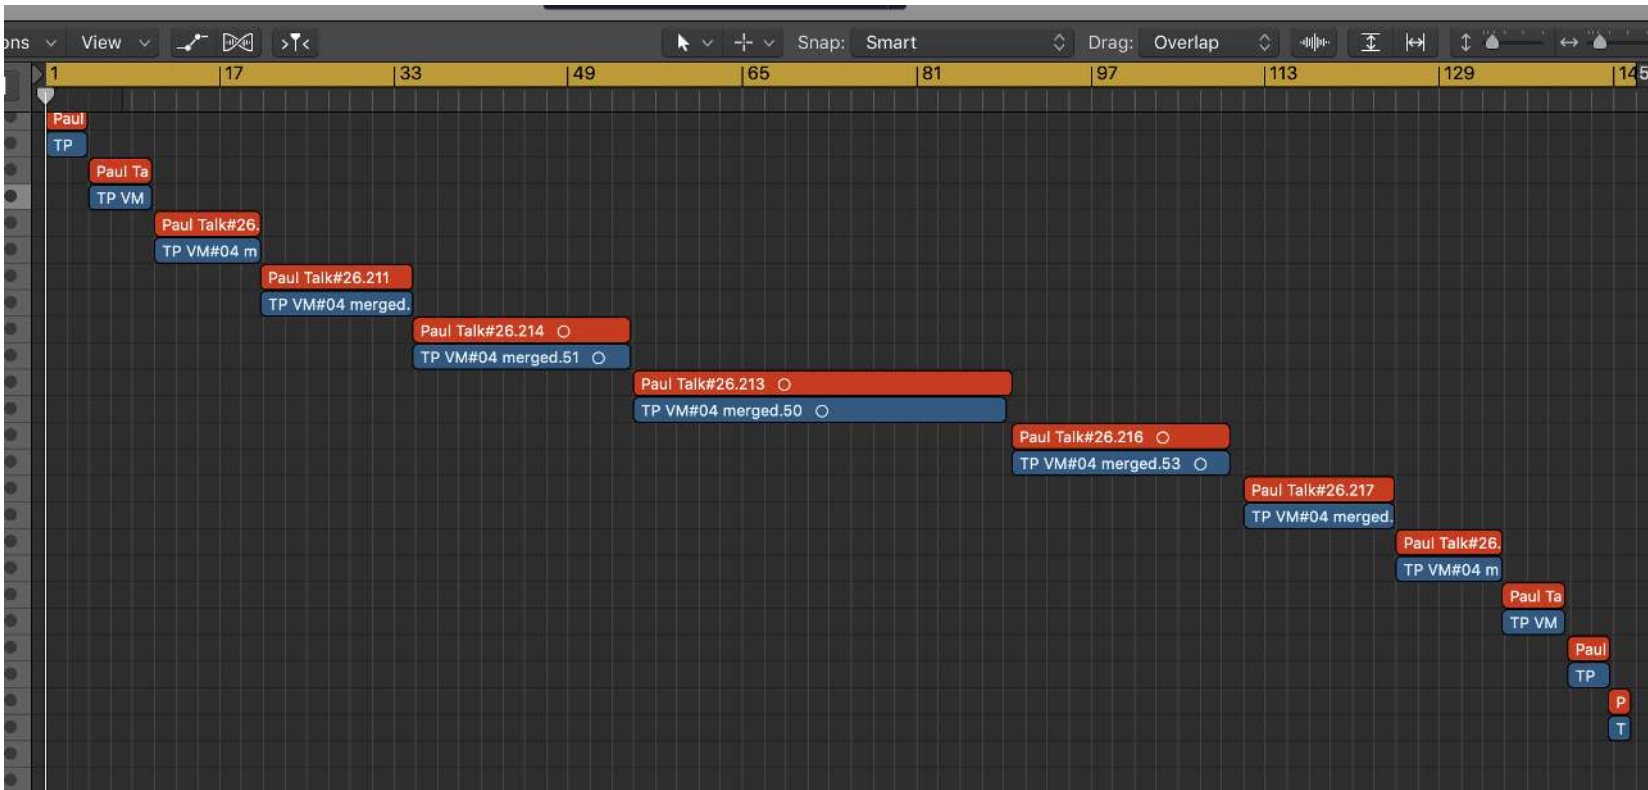 ons View Snap: Smart Drag: Overlap
1 17 33 49 65 81 97 113 129 145
Paul
TP
Paul Ta
TP VM
Paul Talk#26.
TP VM#04 m
Paul Talk#26.211
TP VM#04 merged.
Paul Talk#26.214
TP VM#04 merged.51
Paul Talk#26.213
TP VM#04 merged.50
Paul Talk#26.216
TP VM#04 merged.53
Paul Talk#26.217
TP VM#04 merged.
Paul Talk#26.
TP VM#04 m
Paul Ta
TP VM
Paul
TP
P
T